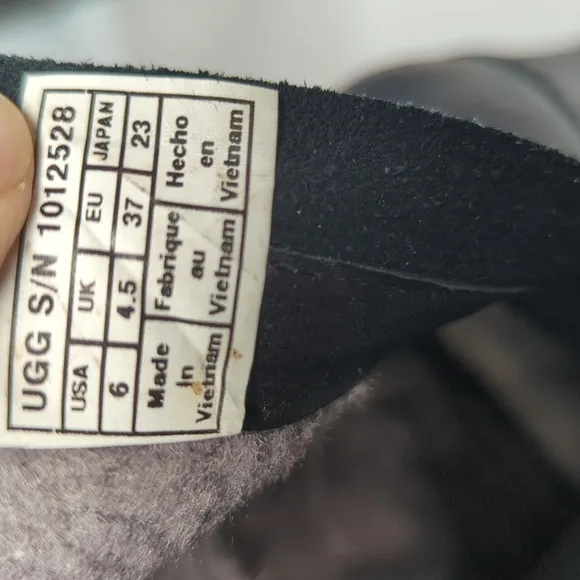 UGG S/N 1012528
USA UK EU JAPAN
6 4.5 37 23
Made in Vietnam
Fabriqué au Vietnam
Hecho en Vietnam